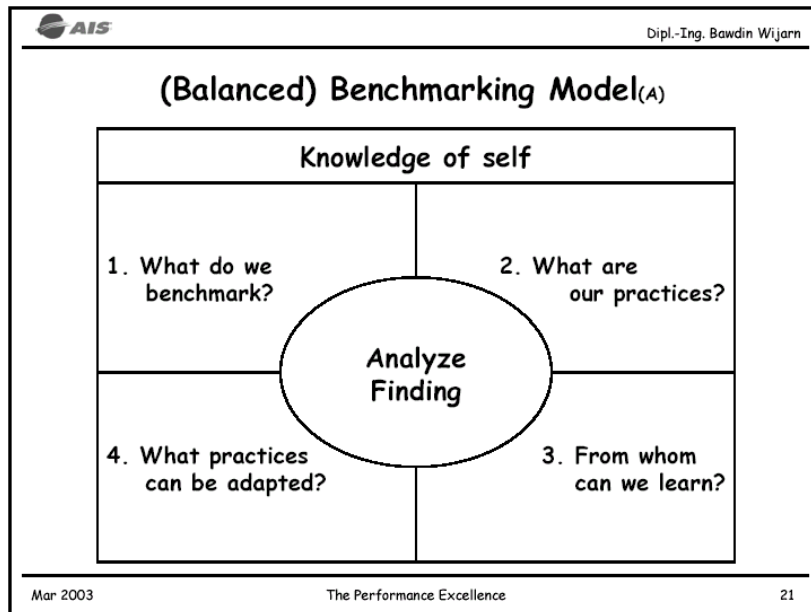 AIS
Dipl.-Ing. Bawdin Wijarn
(Balanced) Benchmarking Model(A)
Knowledge of self
1. What do we
benchmark?
2. What are
our practices?
Analyze
Finding
4. What practices
can be adapted?
3. From whom
can we learn?
Mar 2003
The Performance Excellence
21